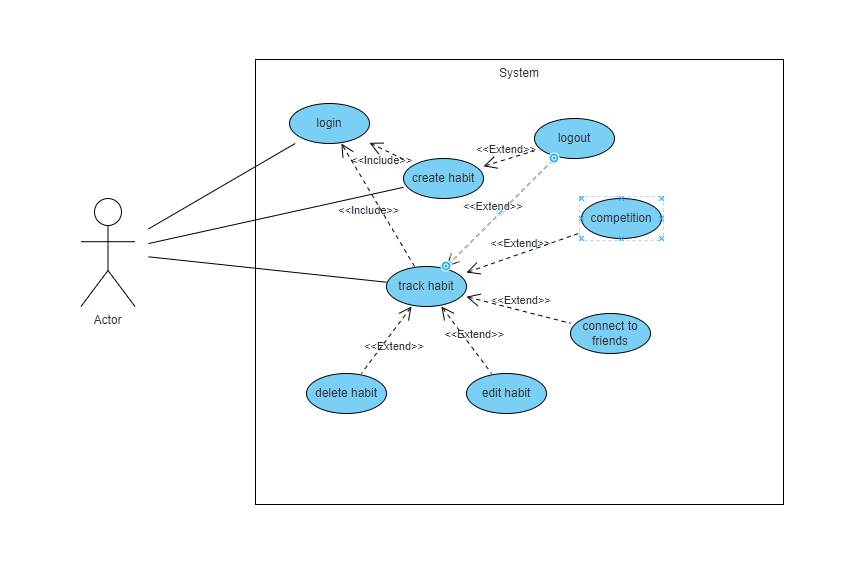 System
login
logout
<<Extend>>
<<Include>>
create habit
<<Extend>>
<<Include>>
competition
<<Extend>>
track habit
<<Extend>>
Actor
connect to
friends
<<Extend>>
<<Extend>>
delete habit
edit habit